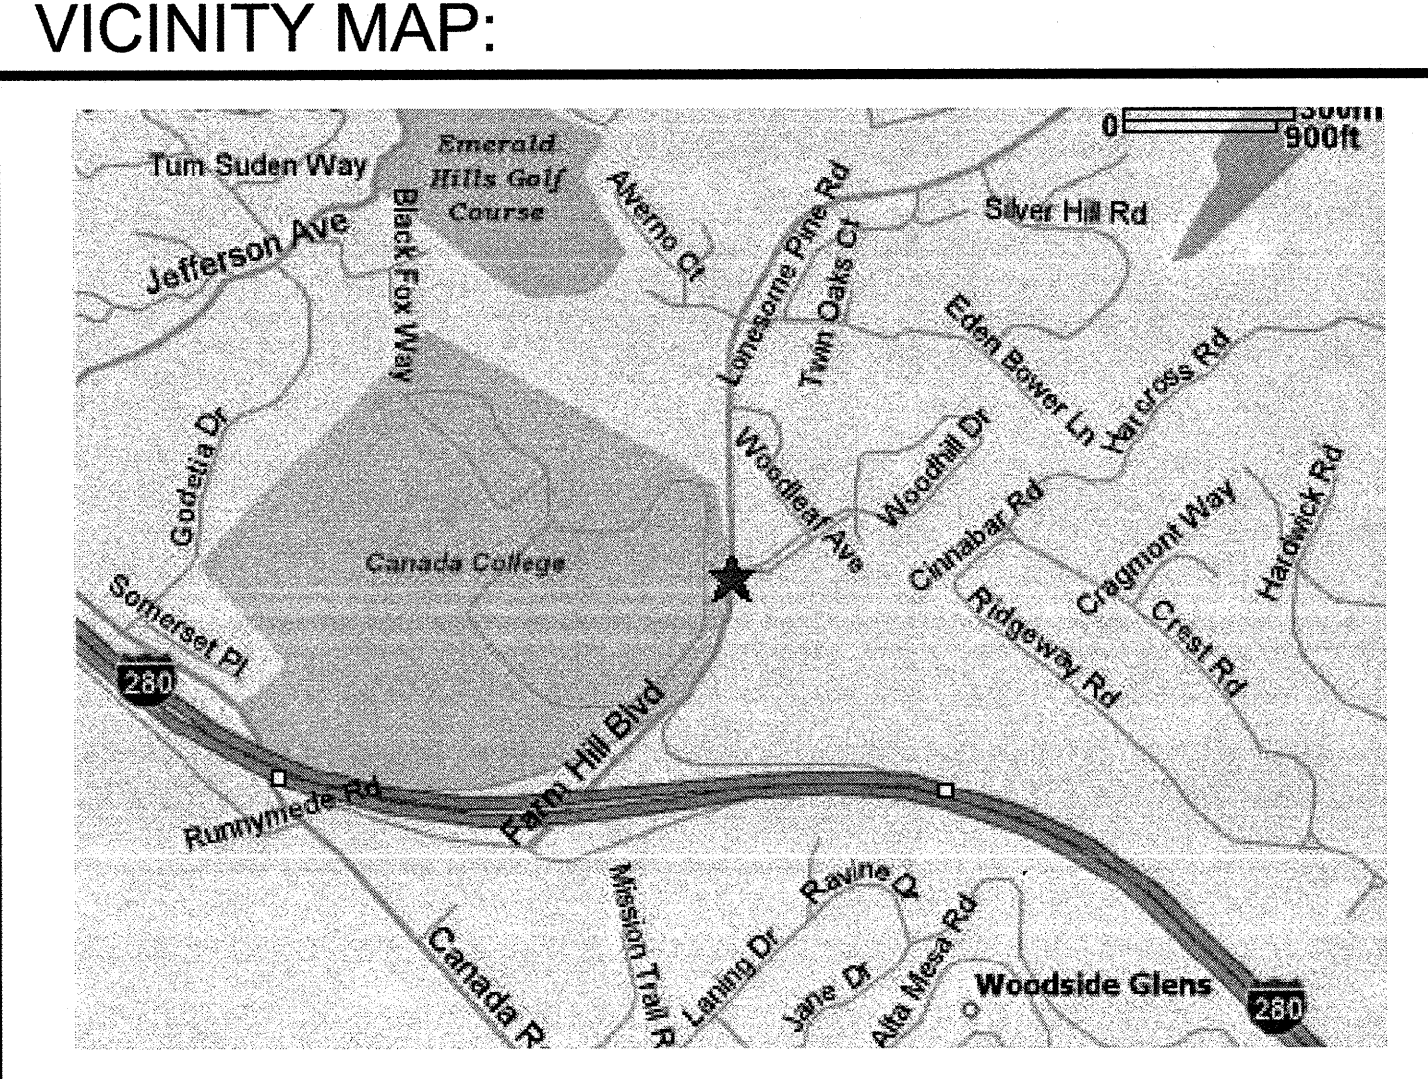 VICINITY MAP:
0
300m
900ft
Emerald
Hills Golf
Course
Tum Suden Way
Jefferson Ave
Black Fox Way
Alverno Ct
Lonesome Pine Rd
Twin Oaks Ct
Silver Hill Rd
Eden Bower Ln
Harcross Rd
Godetia Dr
Woodleaf Ave
Woodhill Dr
Cinnabar Rd
Cragmont Way
Hardwick Rd
Canada College
Somerset Pl
Ridgeway Rd
Crest Rd
280
Farm Hill Blvd
Runnymede Rd
Mission Trail R
Ravine Dr
Canada R
Laning Dr
Jane Dr
Alta Mesa Rd
Woodside Glens
280